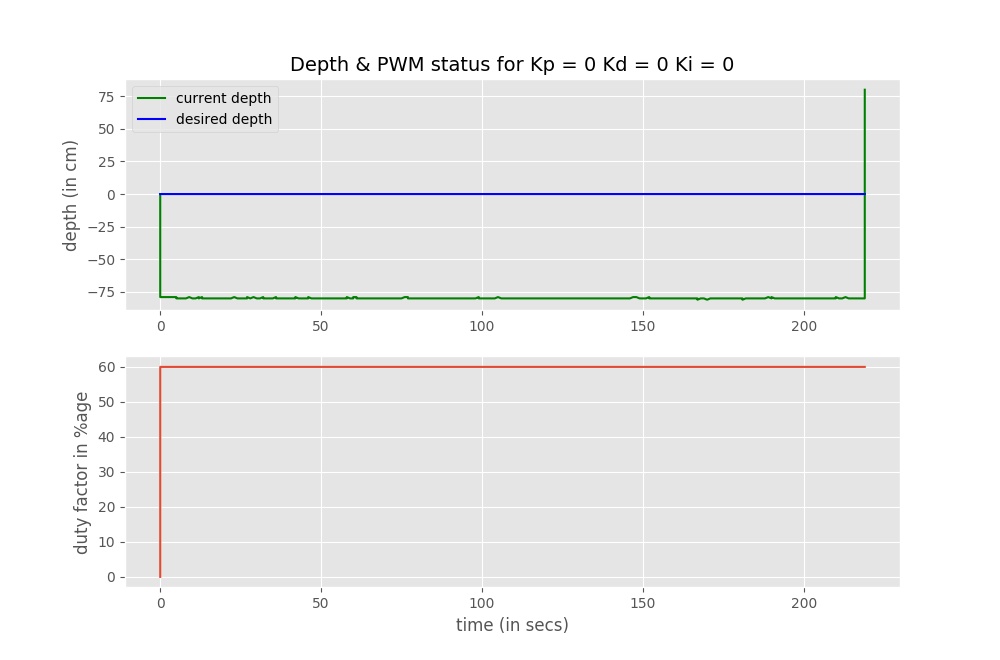 Depth & PWM status for Kp = 0 Kd = 0 Ki = 0
current depth
desired depth
depth (in cm)
75
50
25
0
−25
−50
−75
0 50 100 150 200
duty factor in %age
60
50
40
30
20
10
0
0 50 100 150 200
time (in secs)